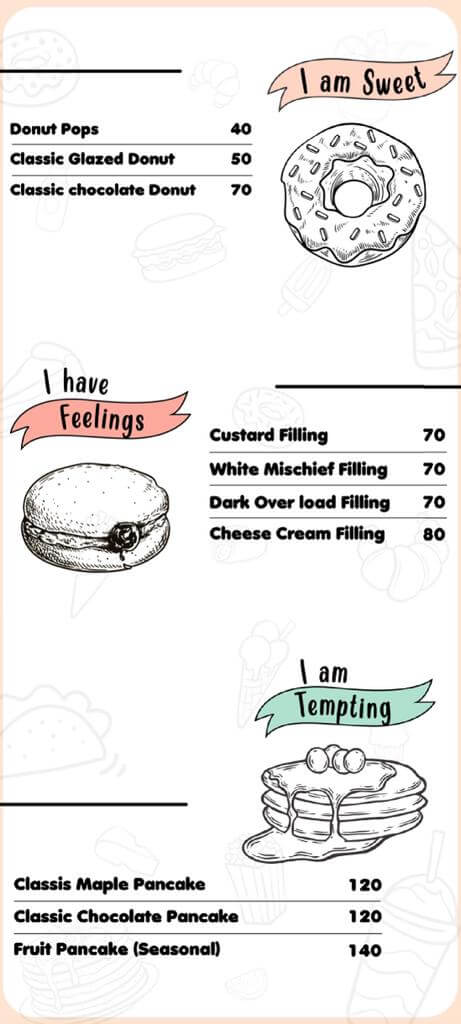 I am Sweet
Donut Pops 40
Classic Glazed Donut 50
Classic chocolate Donut 70
I have
Feelings
Custard Filling 70
White Mischief Filling 70
Dark Over load Filling 70
Cheese Cream Filling 80
I am
Tempting
Classis Maple Pancake 120
Classic Chocolate Pancake 120
Fruit Pancake (Seasonal) 140